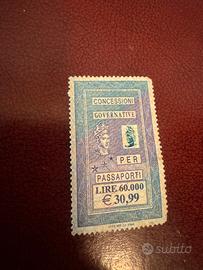 CONCESSIONI
GOVERNATIVE
PER
PASSAPORTI
LIRE 60.000
€ 30,99
subito